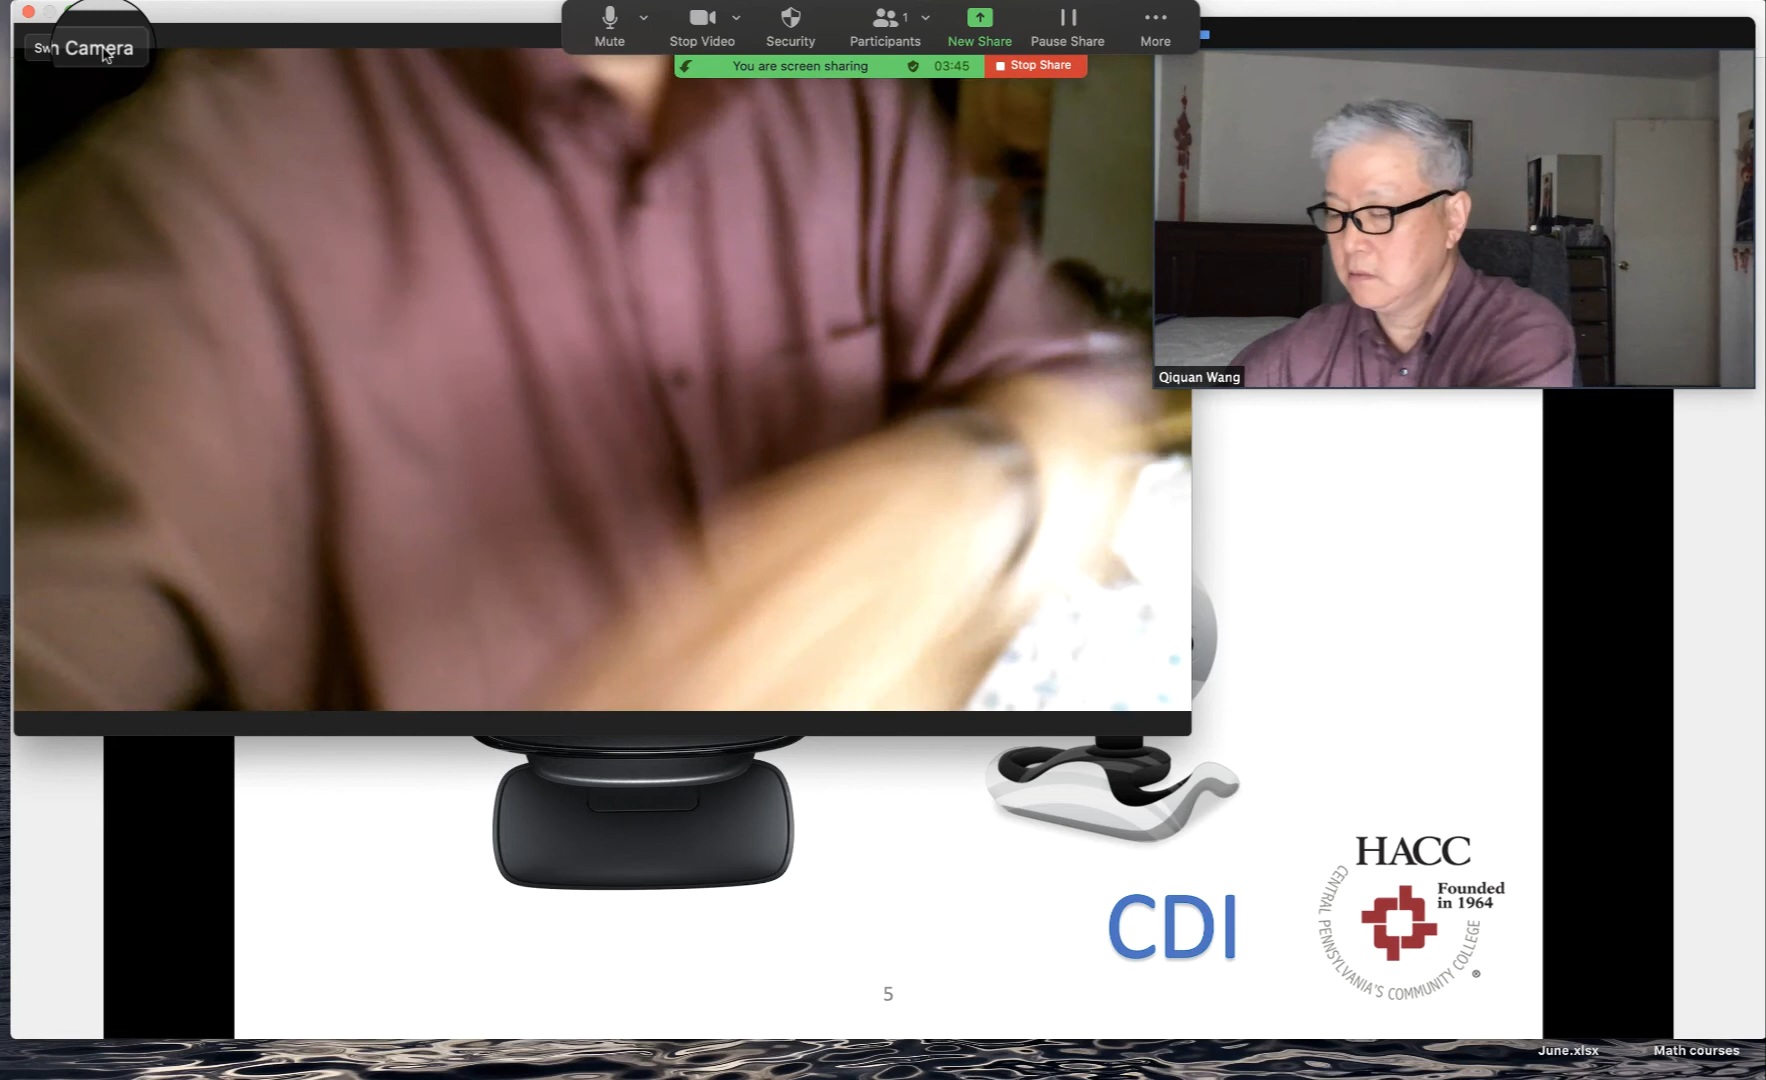 Camera
Mute
Stop Video
Security
Participants
1
New Share
Pause Share
More
You are screen sharing
03:45
Stop Share
Qiquan Wang
HACC
Founded
in 1964
CENTRAL PENNSYLVANIA'S COMMUNITY COLLEGE
®
CDI
5
June.xlsx
Math courses